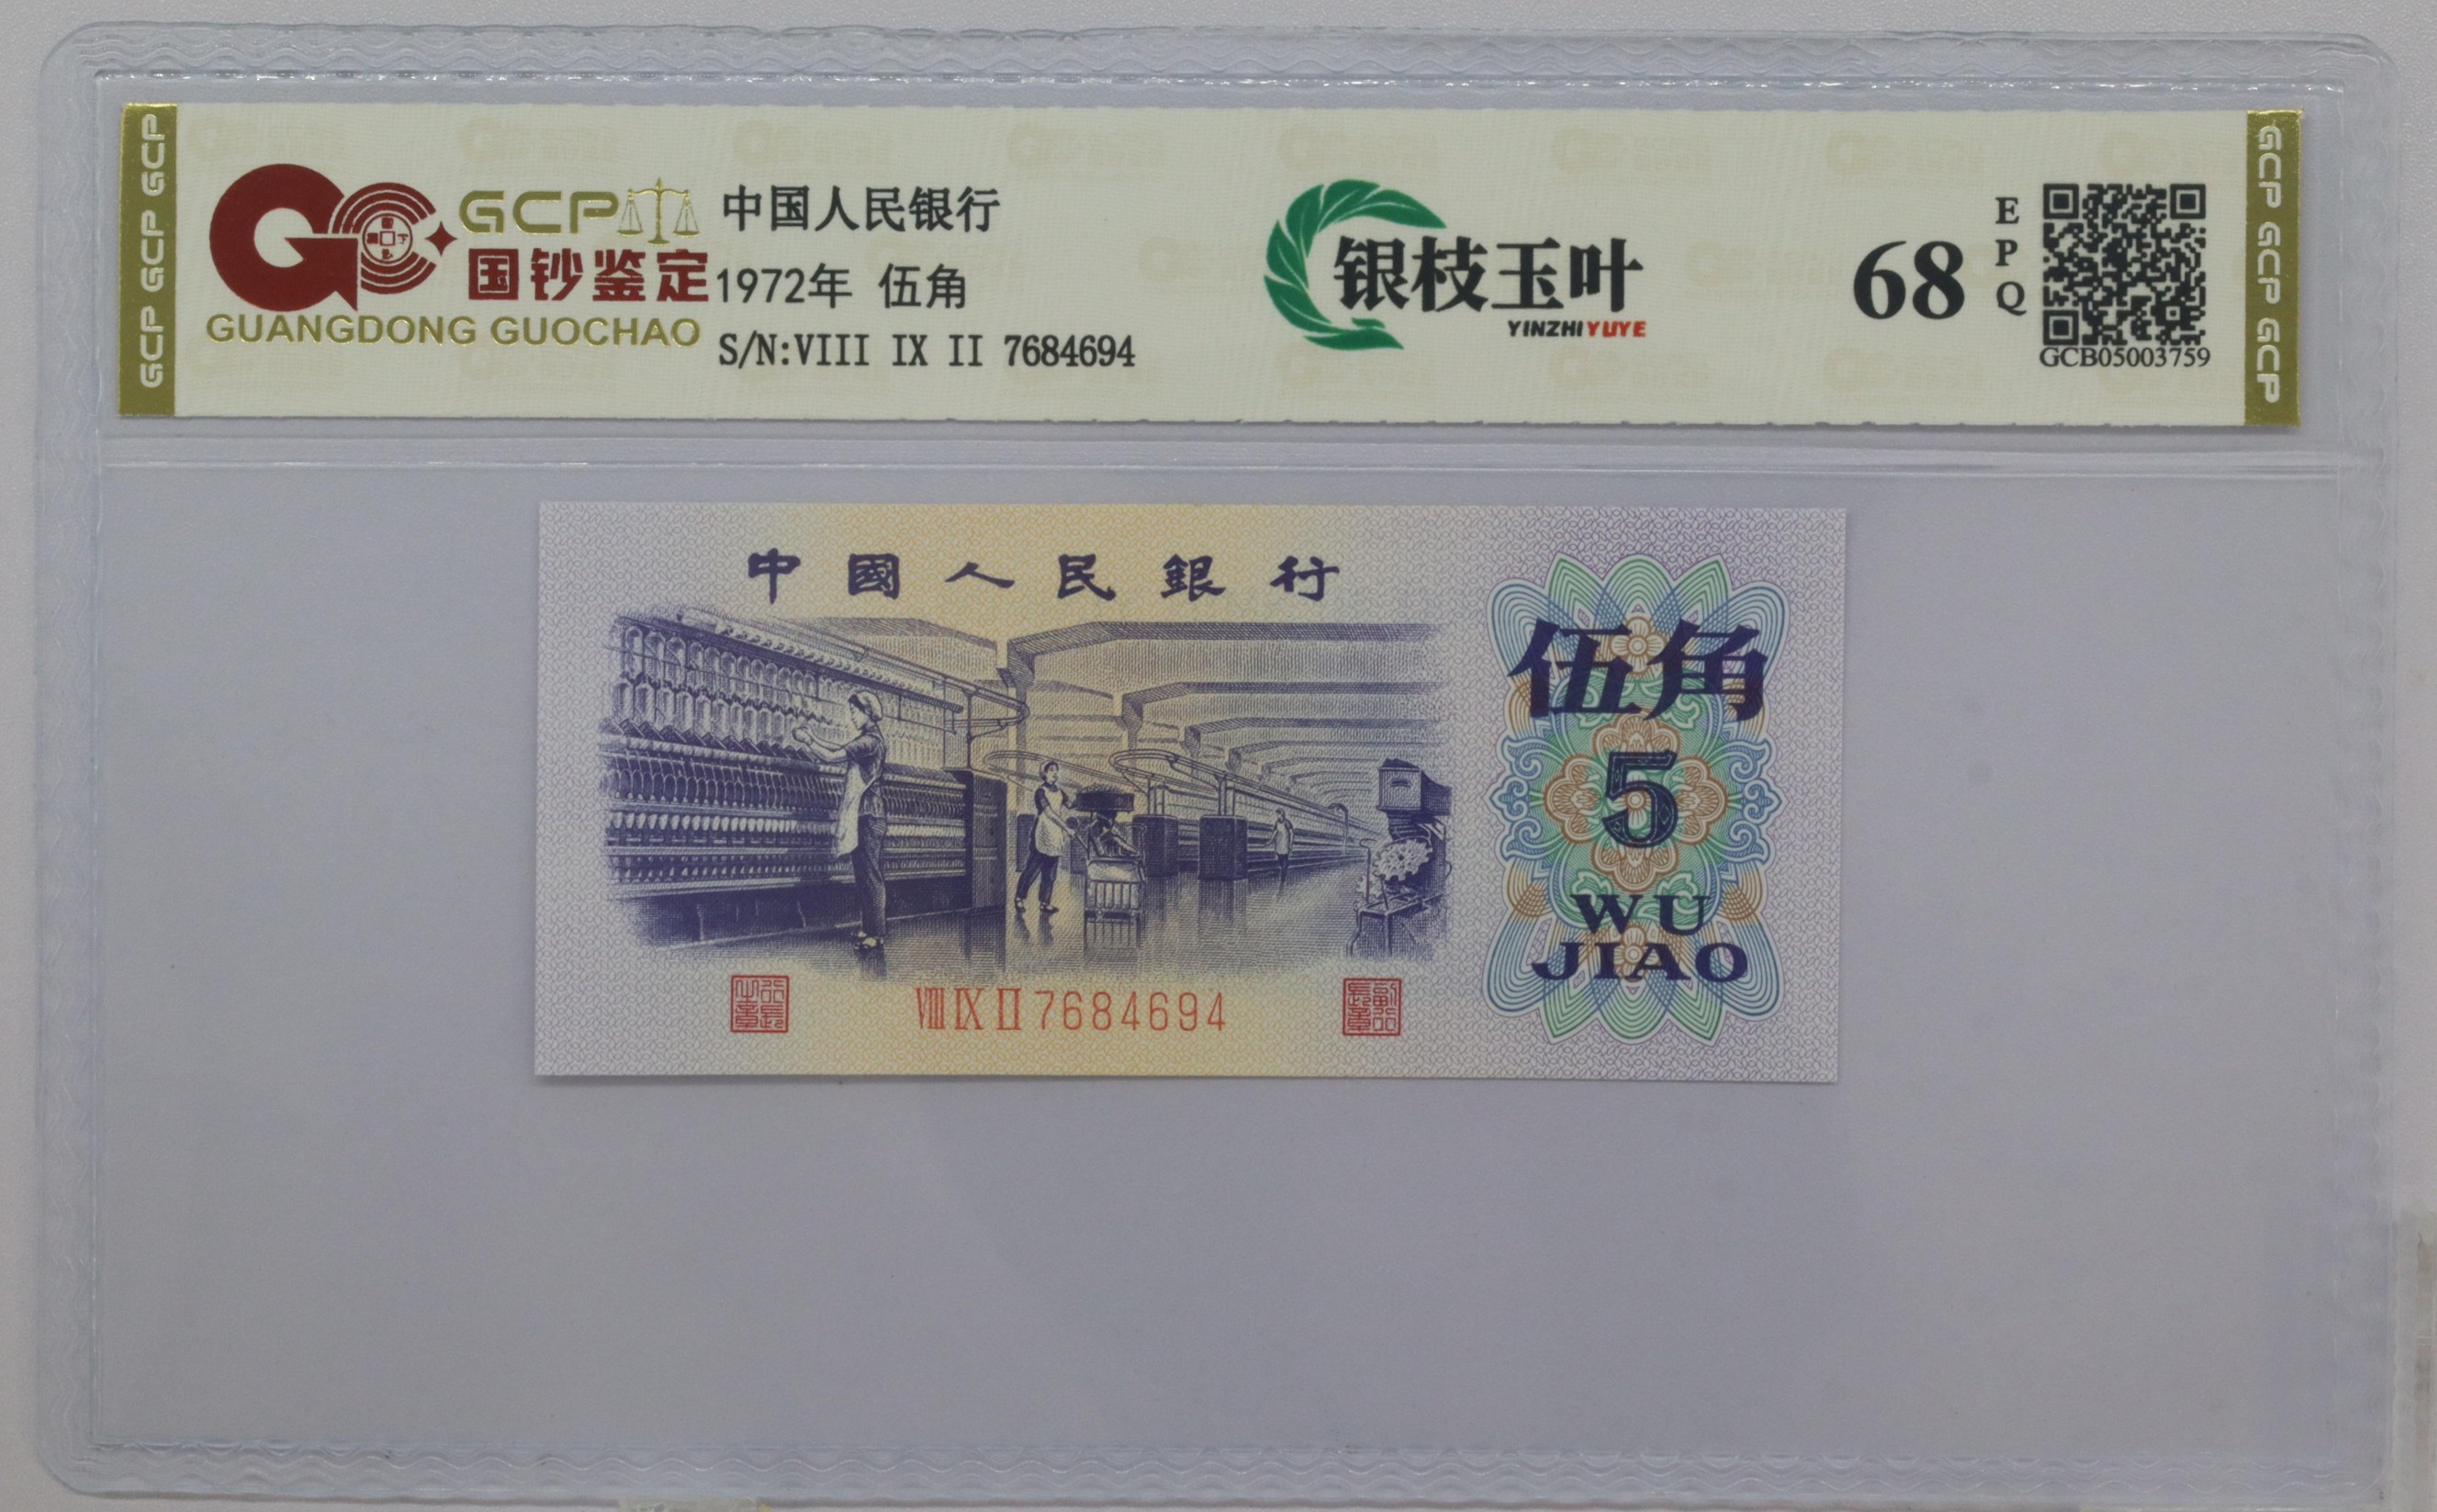 GCP GCP GCP
GCP
国钞鉴定
GUANGDONG GUOCHAO
中国人民银行
1972年 伍角
S/N:VIII IX II 7684694
银枝玉叶
YINZHIYUYE
68
EPQ
GCB05003759
GCP GCP GCP
中國人民銀行
伍角
5
WU
JIAO
VIII IX II 7684694